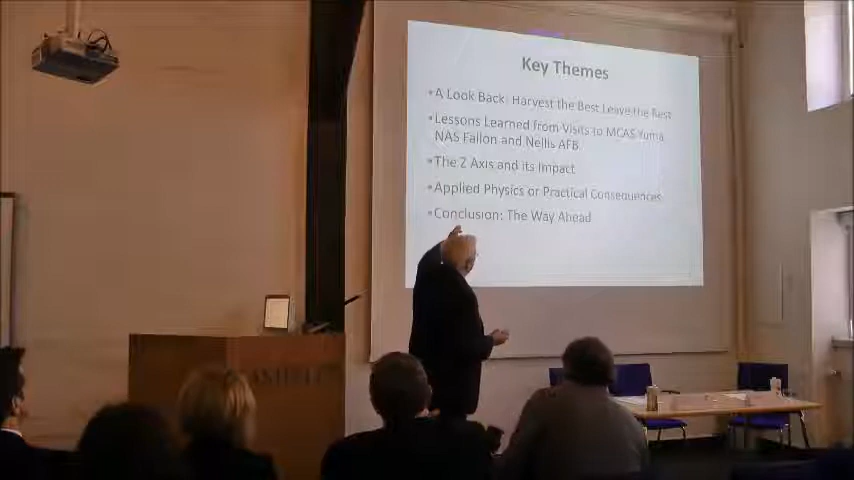 Key Themes
•A Look Back: Harvest the Best Leave the Rest
•Lessons Learned from Visits to MCAS Yuma
NAS Fallon and Nellis AFB
•The Z Axis and its Impact
•Applied Physics or Practical Consequences
•Conclusion: The Way Ahead